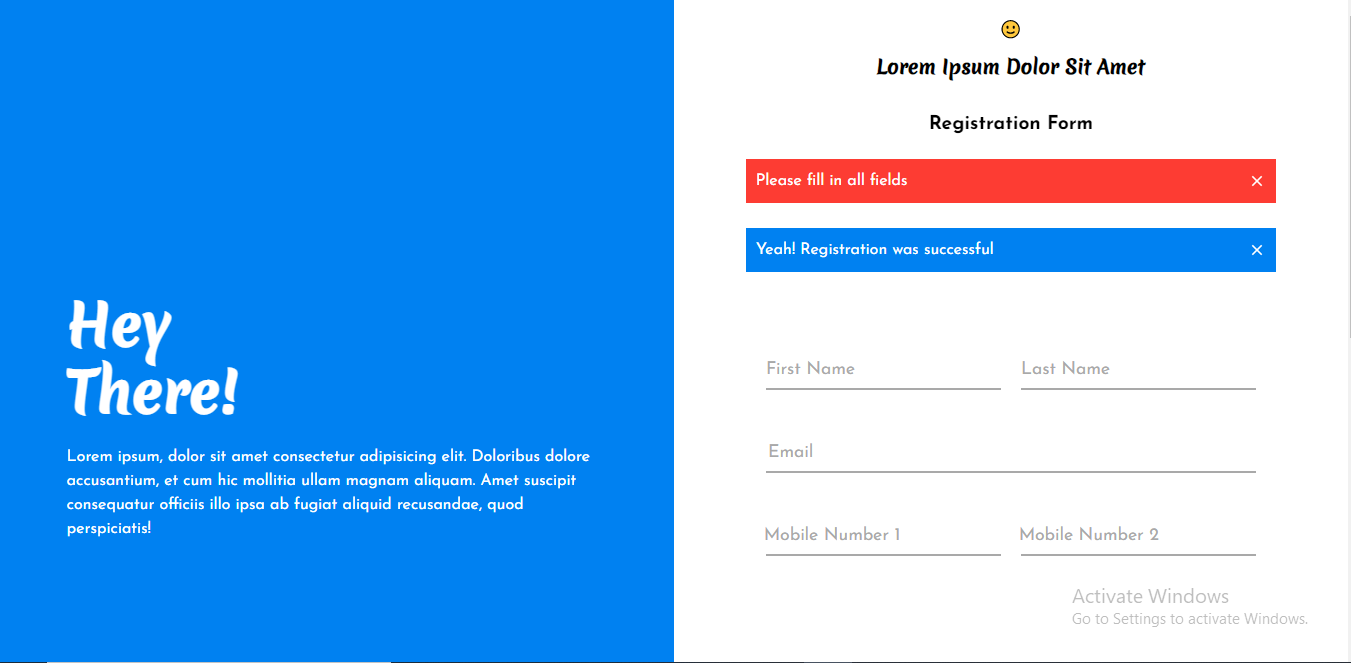 Hey
There!
Lorem ipsum, dolor sit amet consectetur adipisicing elit. Doloribus dolore
accusantium, et cum hic mollitia ullam magnam aliquam. Amet suscipit
consequatur officiis illo ipsa ab fugiat aliquid recusandae, quod
perspiciatis!
Lorem Ipsum Dolor Sit Amet
Registration Form
Please fill in all fields
Yeah! Registration was successful
First Name
Last Name
Email
Mobile Number 1
Mobile Number 2
Activate Windows
Go to Settings to activate Windows.